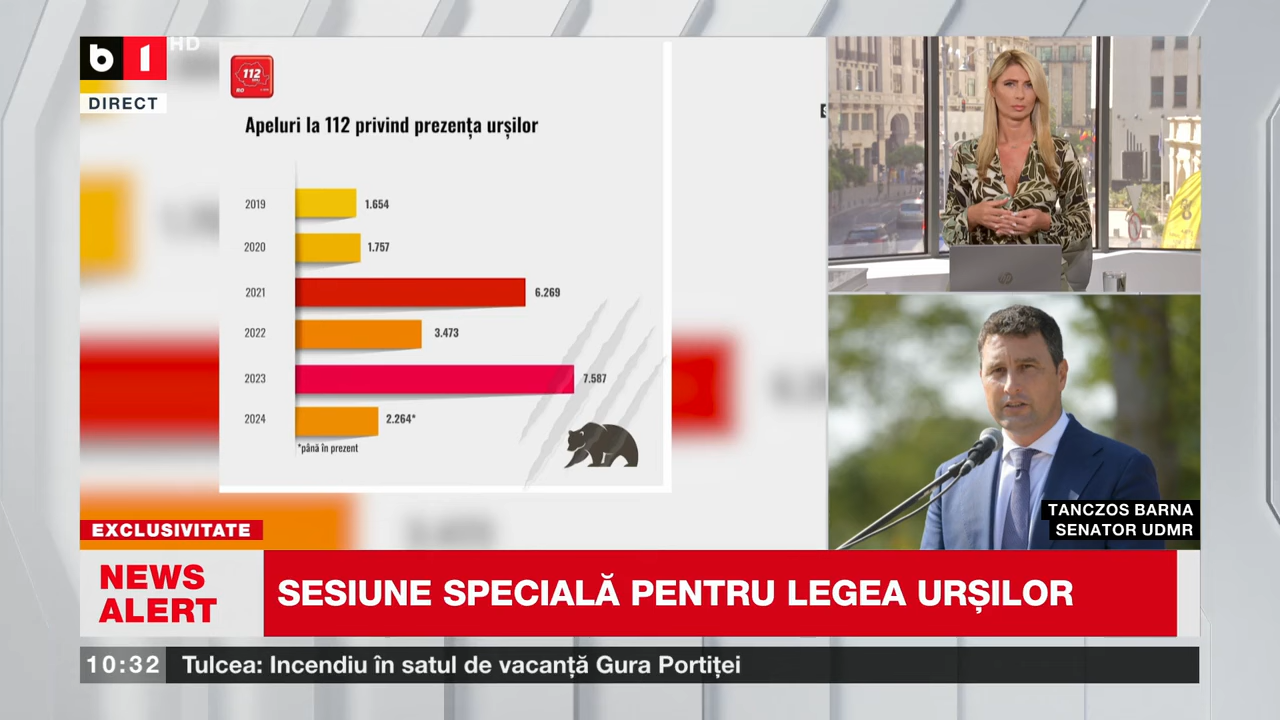 b1
HD
DIRECT
112
RO
Apeluri la 112 privind prezența urșilor
2019 1.654
2020 1.757
2021 6.269
2022 3.473
2023 7.587
2024 2.264*
*până în prezent
TANCZOS BARNA
SENATOR UDMR
EXCLUSIVITATE
NEWS
ALERT
SESIUNE SPECIALĂ PENTRU LEGEA URȘILOR
10:32 Tulcea: Incendiu în satul de vacanță Gura Portiței